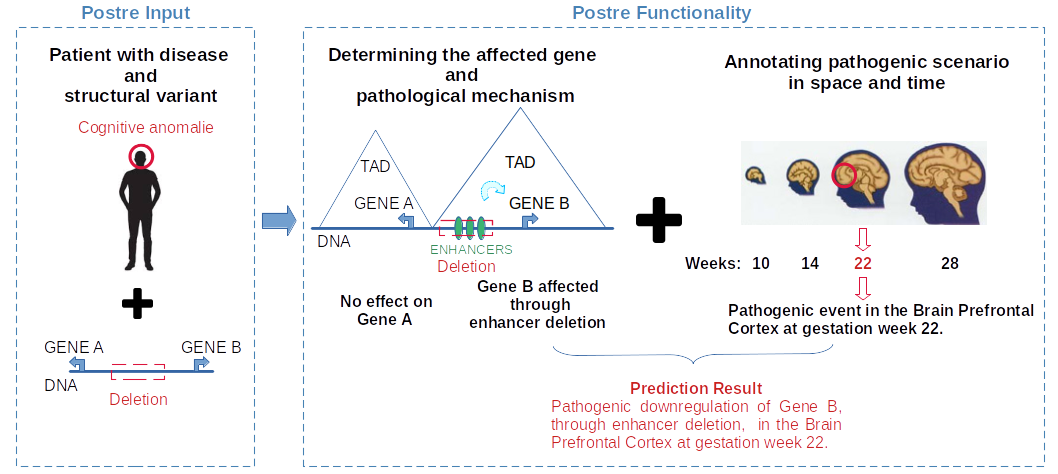 Postre Input
Patient with disease
and
structural variant
Cognitive anomalie
GENE A
GENE B
DNA
Deletion
Postre Functionality
Determining the affected gene
and
pathological mechanism
TAD
TAD
GENE A
GENE B
DNA
ENHANCERS
Deletion
No effect on
Gene A
Gene B affected
through
enhancer deletion
Annotating pathogenic scenario
in space and time
Weeks: 10 14 22 28
Pathogenic event in the Brain Prefrontal
Cortex at gestation week 22.
Prediction Result
Pathogenic downregulation of Gene B,
through enhancer deletion, in the Brain
Prefrontal Cortex at gestation week 22.